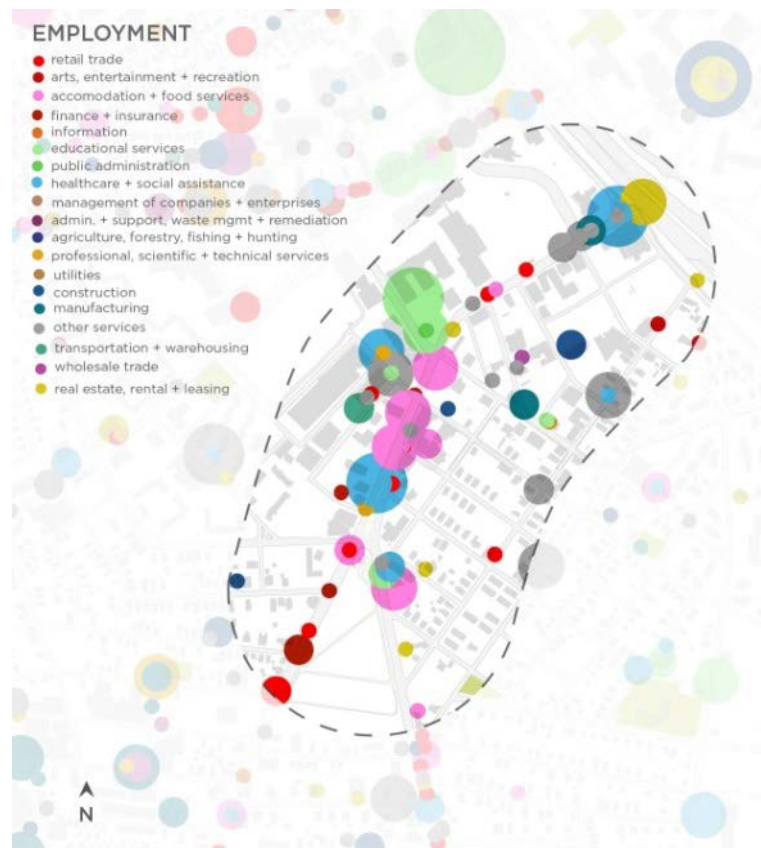 EMPLOYMENT
retail trade
arts, entertainment + recreation
accomodation + food services
finance + insurance
information
educational services
public administration
healthcare + social assistance
management of companies + enterprises
admin. + support, waste mgmt + remediation
agriculture, forestry, fishing + hunting
professional, scientific + technical services
utilities
construction
manufacturing
other services
transportation + warehousing
wholesale trade
real estate, rental + leasing
N